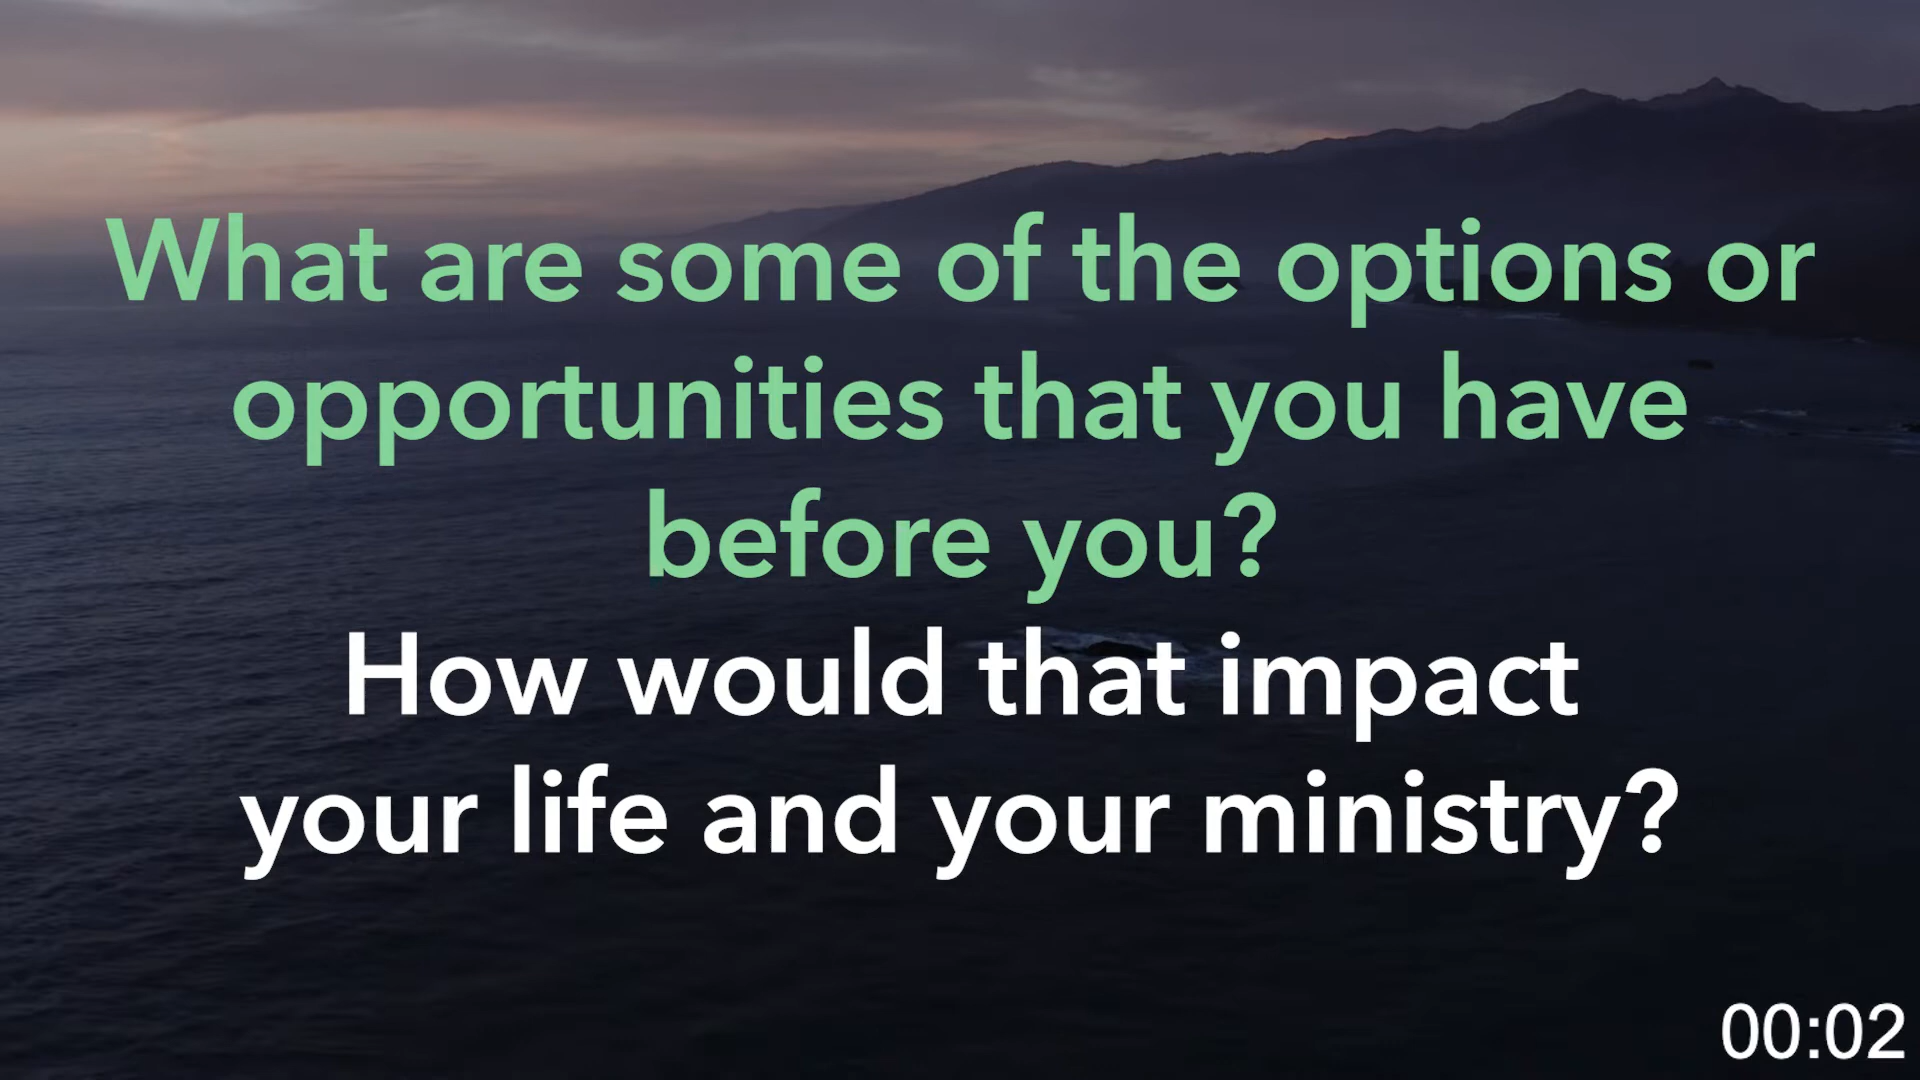 What are some of the options or
opportunities that you have
before you?
How would that impact
your life and your ministry?
00:02